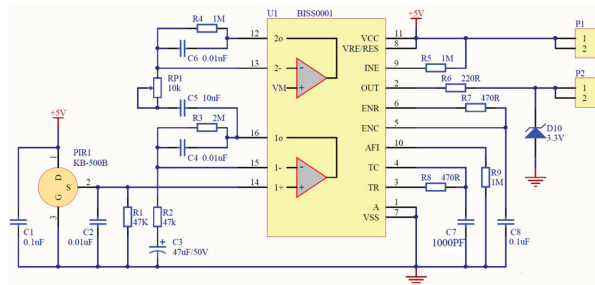 U1 BISS0001
+5V
P1
R4 1M
12 2o
VCC 11
1
2
C6 0.01uF
VRE/RES 8
R5 1M
13 2-
INE 9
RP1
10k
VM +
OUT 2
R6 220R
P2
1
2
C5 10uF
ENR 6
R7 470R
R3 2M
16 1o
ENC 5
D10
3.3V
+5V
C4 0.01uF
AFI 10
PIR1
KB-500B
15 1-
TC 4
R8 470R
R9
1M
1 D
S 2
G 3
14 1+ +
TR 3
C1
0.1uF
C2
0.01uF
R1
47K
R2
47k
C3
47uF/50V
+
A 1
VSS 7
C7
1000PF
C8
0.1uF